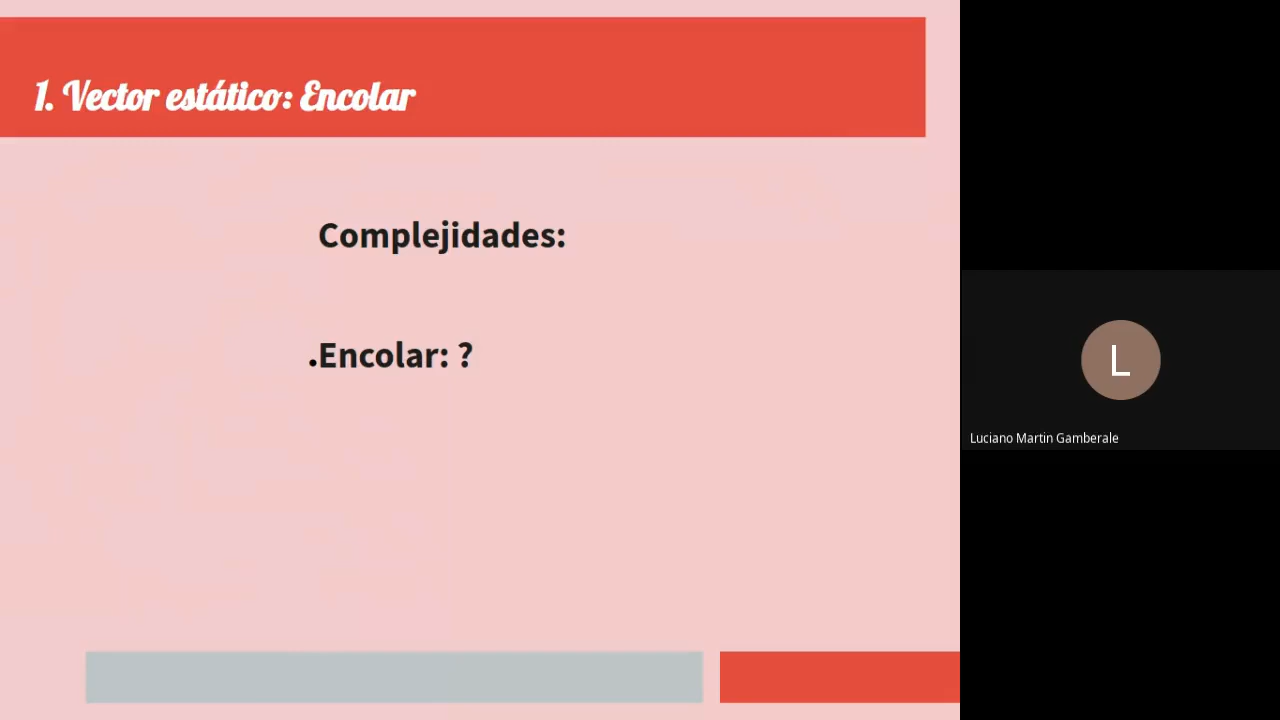 1. Vector estático: Encolar
Complejidades:
.Encolar: ?
L
Luciano Martin Gamberale